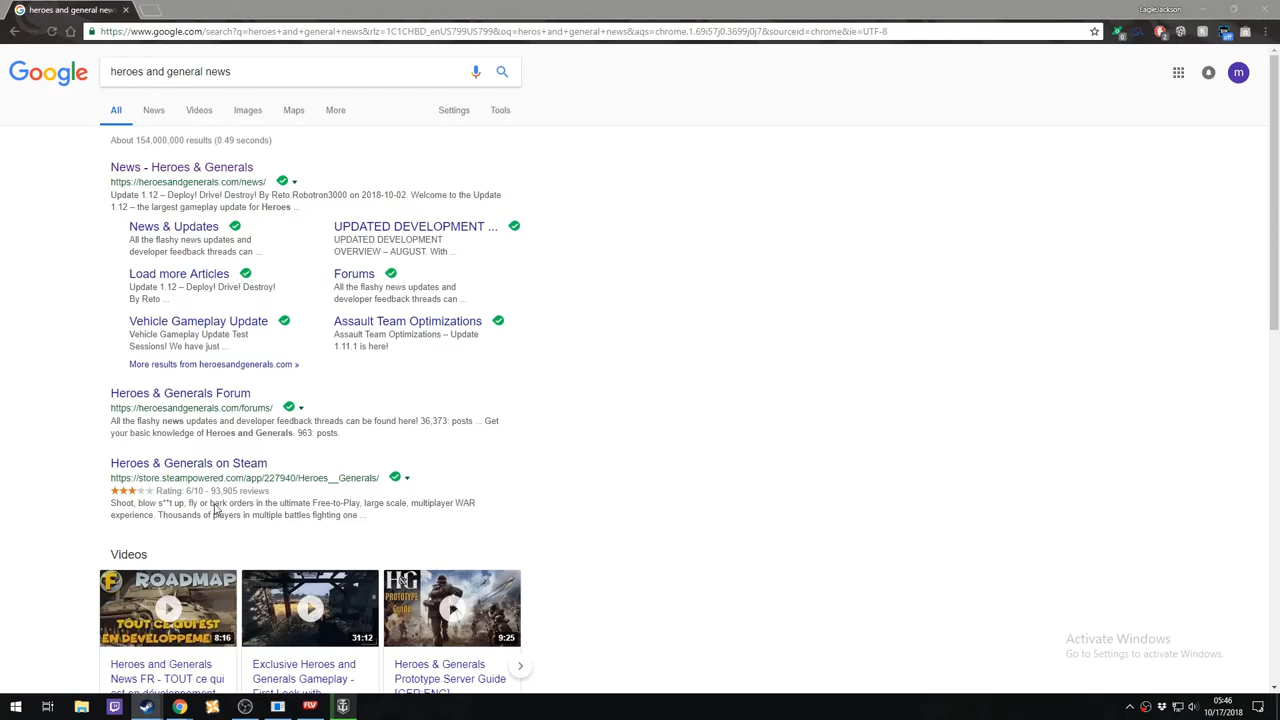 heroes and general news
EagleJackson
https://www.google.com/search?q=heroes+and+general+news&rlz=1C1CHBD_enUS799US799&oq=heros+and+general+news&aqs=chrome.1.69i57j0.3699j0j7&sourceid=chrome&ie=UTF-8
Google
heroes and general news
m
All News Videos Images Maps More Settings Tools
About 154,000,000 results (0.49 seconds)
News - Heroes & Generals
https://heroesandgenerals.com/news/
Update 1.12 – Deploy! Drive! Destroy! By Reto.Robotron3000 on 2018-10-02. Welcome to the Update
1.12 – the largest gameplay update for Heroes ...
News & Updates
All the flashy news updates and
developer feedback threads can ...
UPDATED DEVELOPMENT ...
UPDATED DEVELOPMENT
OVERVIEW – AUGUST. With ...
Load more Articles
Update 1.12 – Deploy! Drive! Destroy!
By Reto ...
Forums
All the flashy news updates and
developer feedback threads can ...
Vehicle Gameplay Update
Vehicle Gameplay Update Test
Sessions! We have just ...
Assault Team Optimizations
Assault Team Optimizations – Update
1.11.1 is here!
More results from heroesandgenerals.com »
Heroes & Generals Forum
https://heroesandgenerals.com/forums/
All the flashy news updates and developer feedback threads can be found here! 36,373: posts ... Get
your basic knowledge of Heroes and Generals. 963: posts.
Heroes & Generals on Steam
https://store.steampowered.com/app/227940/Heroes__Generals/
Rating: 6/10 - 93,905 reviews
Shoot, blow s**t up, fly or bark orders in the ultimate Free-to-Play, large scale, multiplayer WAR
experience. Thousands of players in multiple battles fighting one ...
Videos
ROADMAP
TOUT CE QUI EST
EN DÉVELOPPEME
8:16
31:12
H&G
PROTOTYPE
Guide
9:25
Heroes and Generals
News FR - TOUT ce qui
est en développement
Exclusive Heroes and
Generals Gameplay -
First Look with
Heroes & Generals
Prototype Server Guide
[GER,ENG]
Activate Windows
Go to Settings to activate Windows.
05:46
10/17/2018